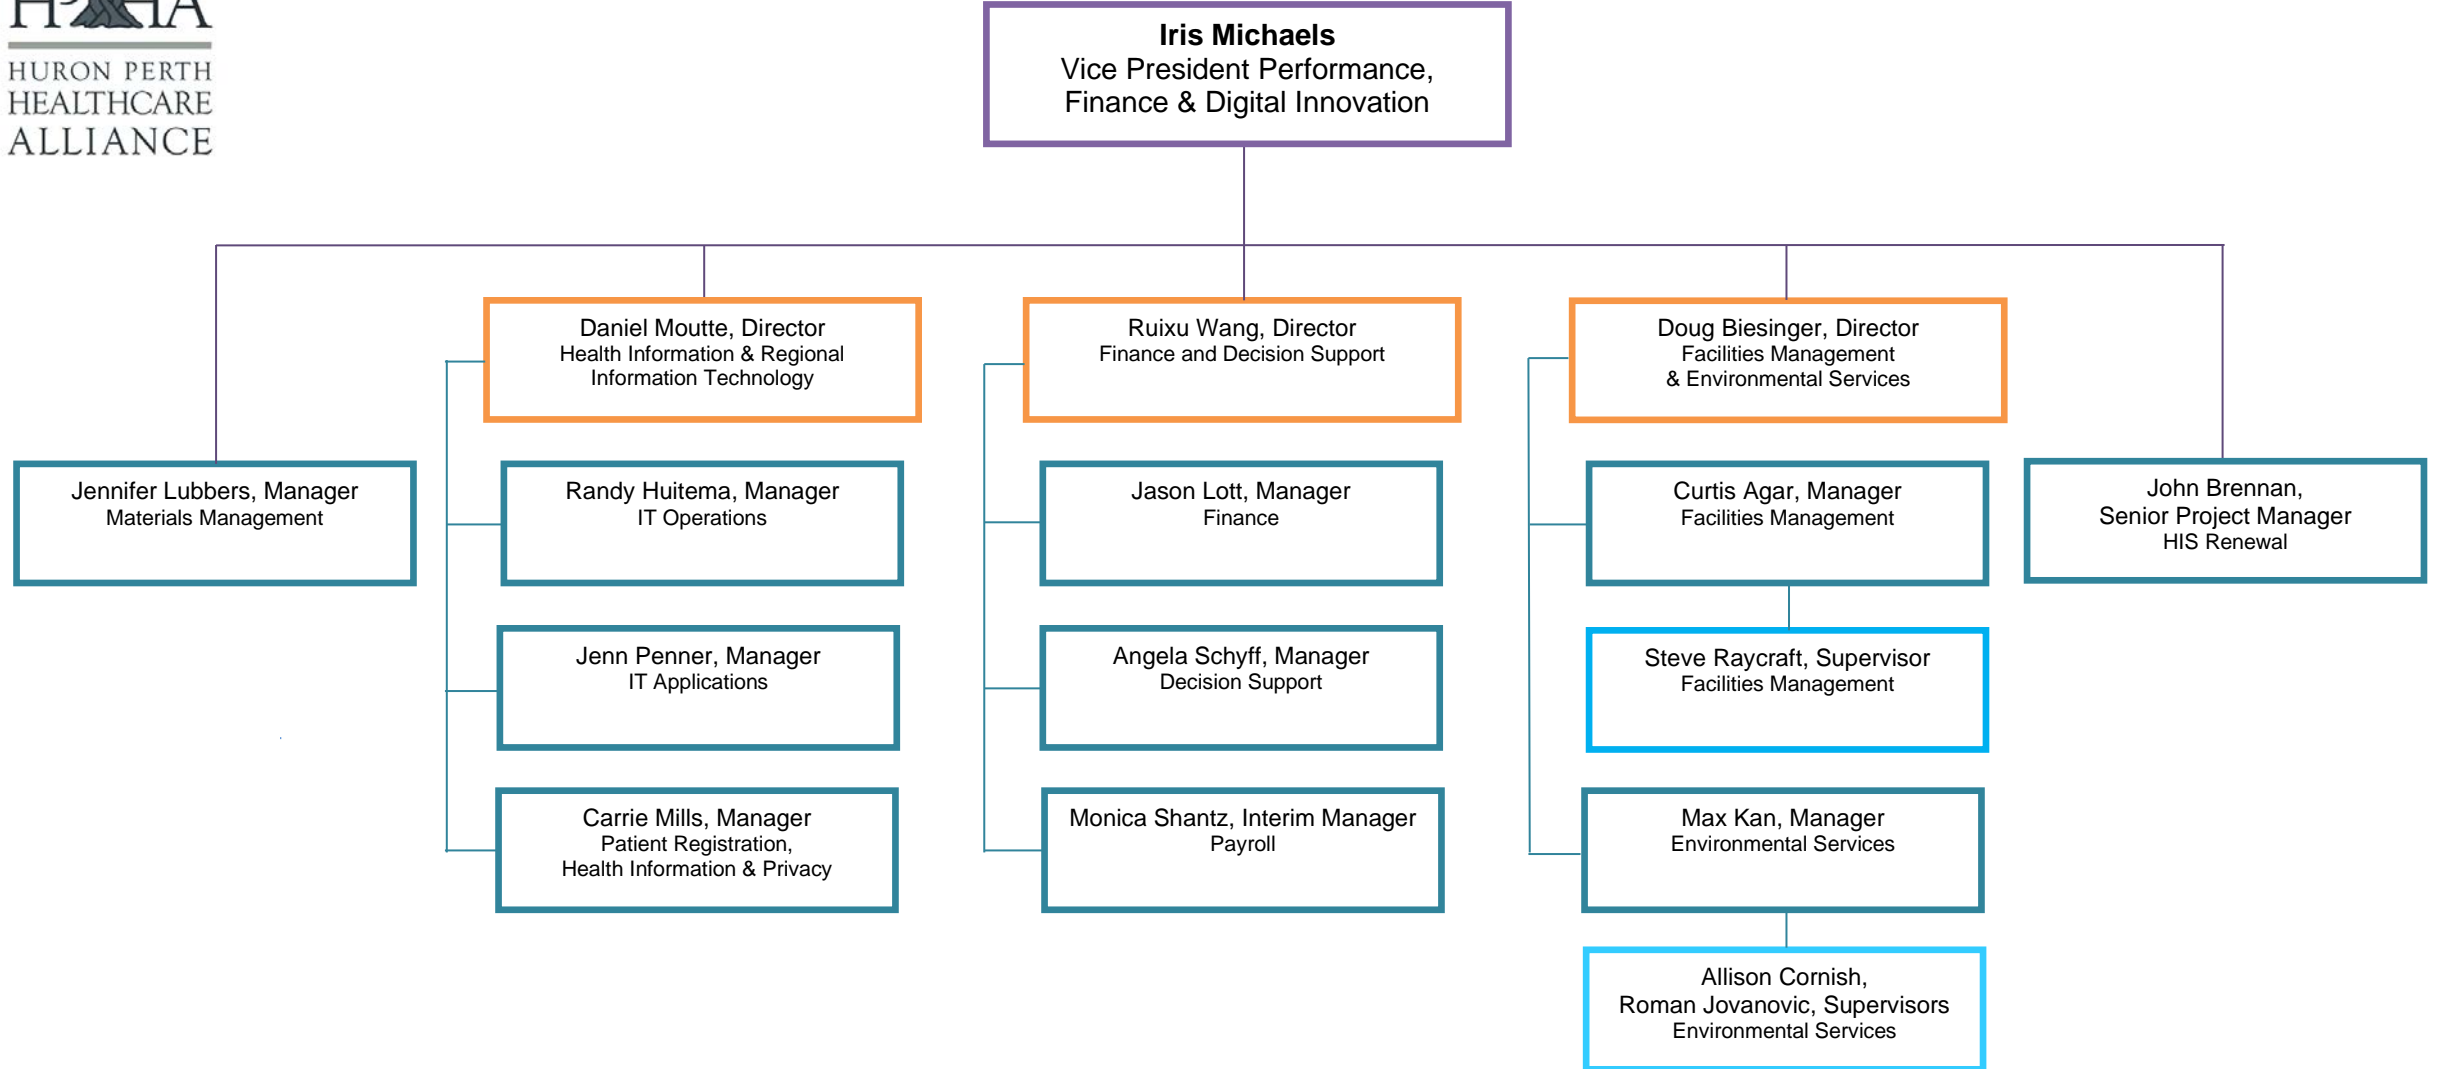 HURON PERTH
HEALTHCARE
ALLIANCE
Iris Michaels
Vice President Performance,
Finance & Digital Innovation
Daniel Moutte, Director
Health Information & Regional
Information Technology
Ruixu Wang, Director
Finance and Decision Support
Doug Biesinger, Director
Facilities Management
& Environmental Services
Jennifer Lubbers, Manager
Materials Management
Randy Huitema, Manager
IT Operations
Jason Lott, Manager
Finance
Curtis Agar, Manager
Facilities Management
John Brennan,
Senior Project Manager
HIS Renewal
Jenn Penner, Manager
IT Applications
Angela Schyff, Manager
Decision Support
Steve Raycraft, Supervisor
Facilities Management
Carrie Mills, Manager
Patient Registration,
Health Information & Privacy
Monica Shantz, Interim Manager
Payroll
Max Kan, Manager
Environmental Services
Allison Cornish,
Roman Jovanovic, Supervisors
Environmental Services